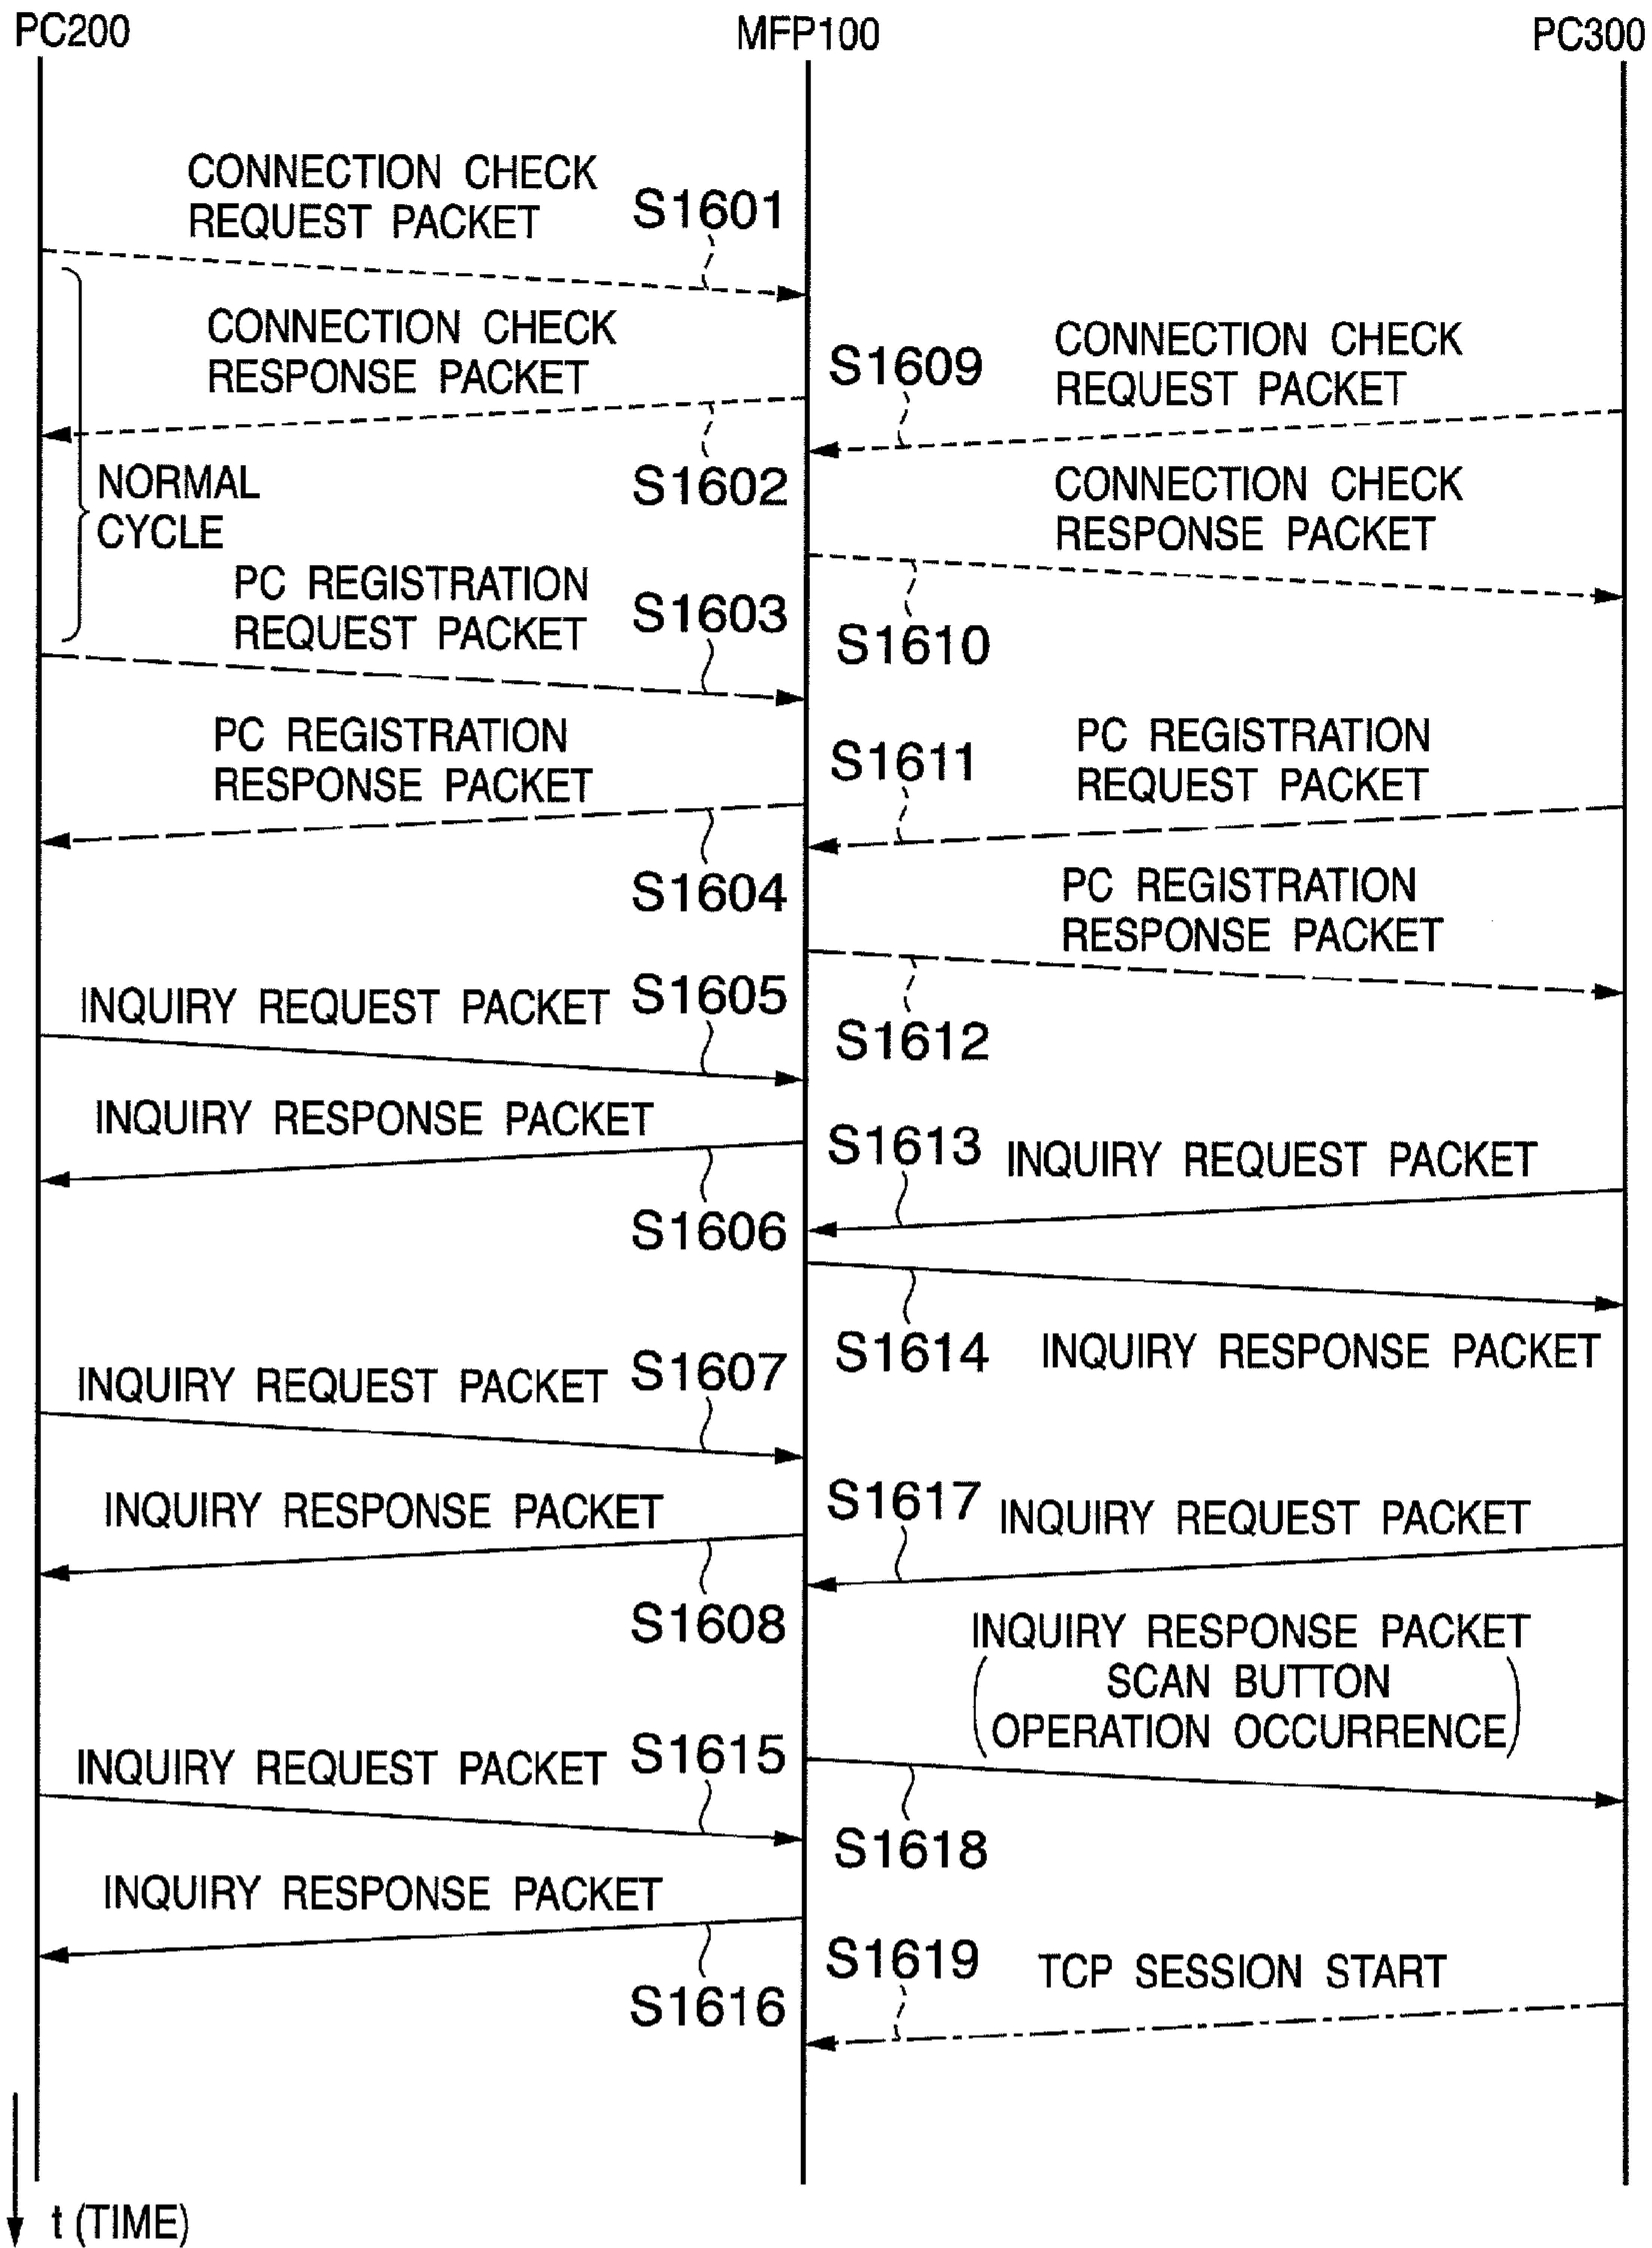 PC200
MFP100
PC300
CONNECTION CHECK
REQUEST PACKET
S1601
CONNECTION CHECK
RESPONSE PACKET
S1602
S1609
CONNECTION CHECK
REQUEST PACKET
NORMAL
CYCLE
CONNECTION CHECK
RESPONSE PACKET
S1610
PC REGISTRATION
REQUEST PACKET
S1603
PC REGISTRATION
RESPONSE PACKET
S1604
S1611
PC REGISTRATION
REQUEST PACKET
PC REGISTRATION
RESPONSE PACKET
S1612
INQUIRY REQUEST PACKET
S1605
INQUIRY RESPONSE PACKET
S1606
S1613
INQUIRY REQUEST PACKET
S1614
INQUIRY RESPONSE PACKET
INQUIRY REQUEST PACKET
S1607
INQUIRY RESPONSE PACKET
S1608
S1617
INQUIRY REQUEST PACKET
INQUIRY RESPONSE PACKET
(SCAN BUTTON
OPERATION OCCURRENCE)
S1618
INQUIRY REQUEST PACKET
S1615
INQUIRY RESPONSE PACKET
S1616
S1619
TCP SESSION START
t (TIME)